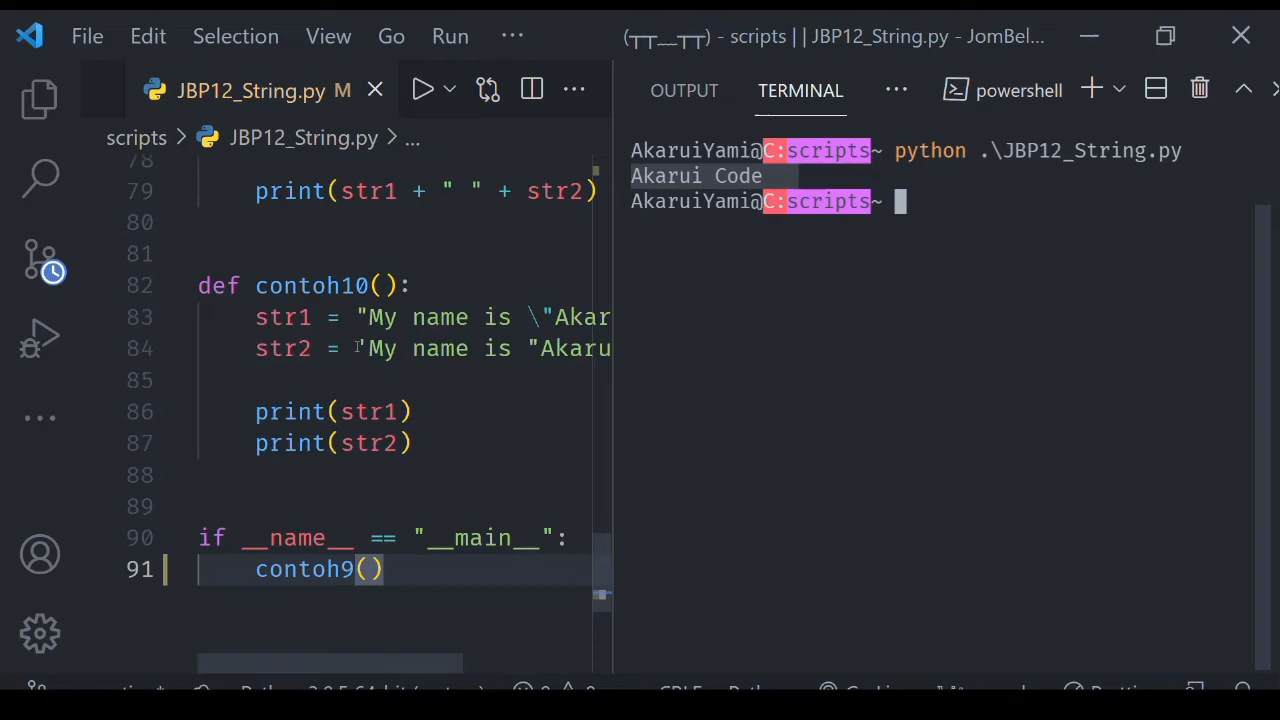 File Edit Selection View Go Run ···
(┬┬﹏┬┬) - scripts | | JBP12_String.py - JomBel...
JBP12_String.py M
OUTPUT TERMINAL ··· powershell
scripts > JBP12_String.py > ...
78
79 print(str1 + " " + str2)
80
81
82 def contoh10():
83 str1 = "My name is \"Akar
84 str2 = 'My name is "Akaru
85
86 print(str1)
87 print(str2)
88
89
90 if __name__ == "__main__":
91 contoh9()
AkaruiYami@C:scripts~ python .\JBP12_String.py
Akarui Code
AkaruiYami@C:scripts~